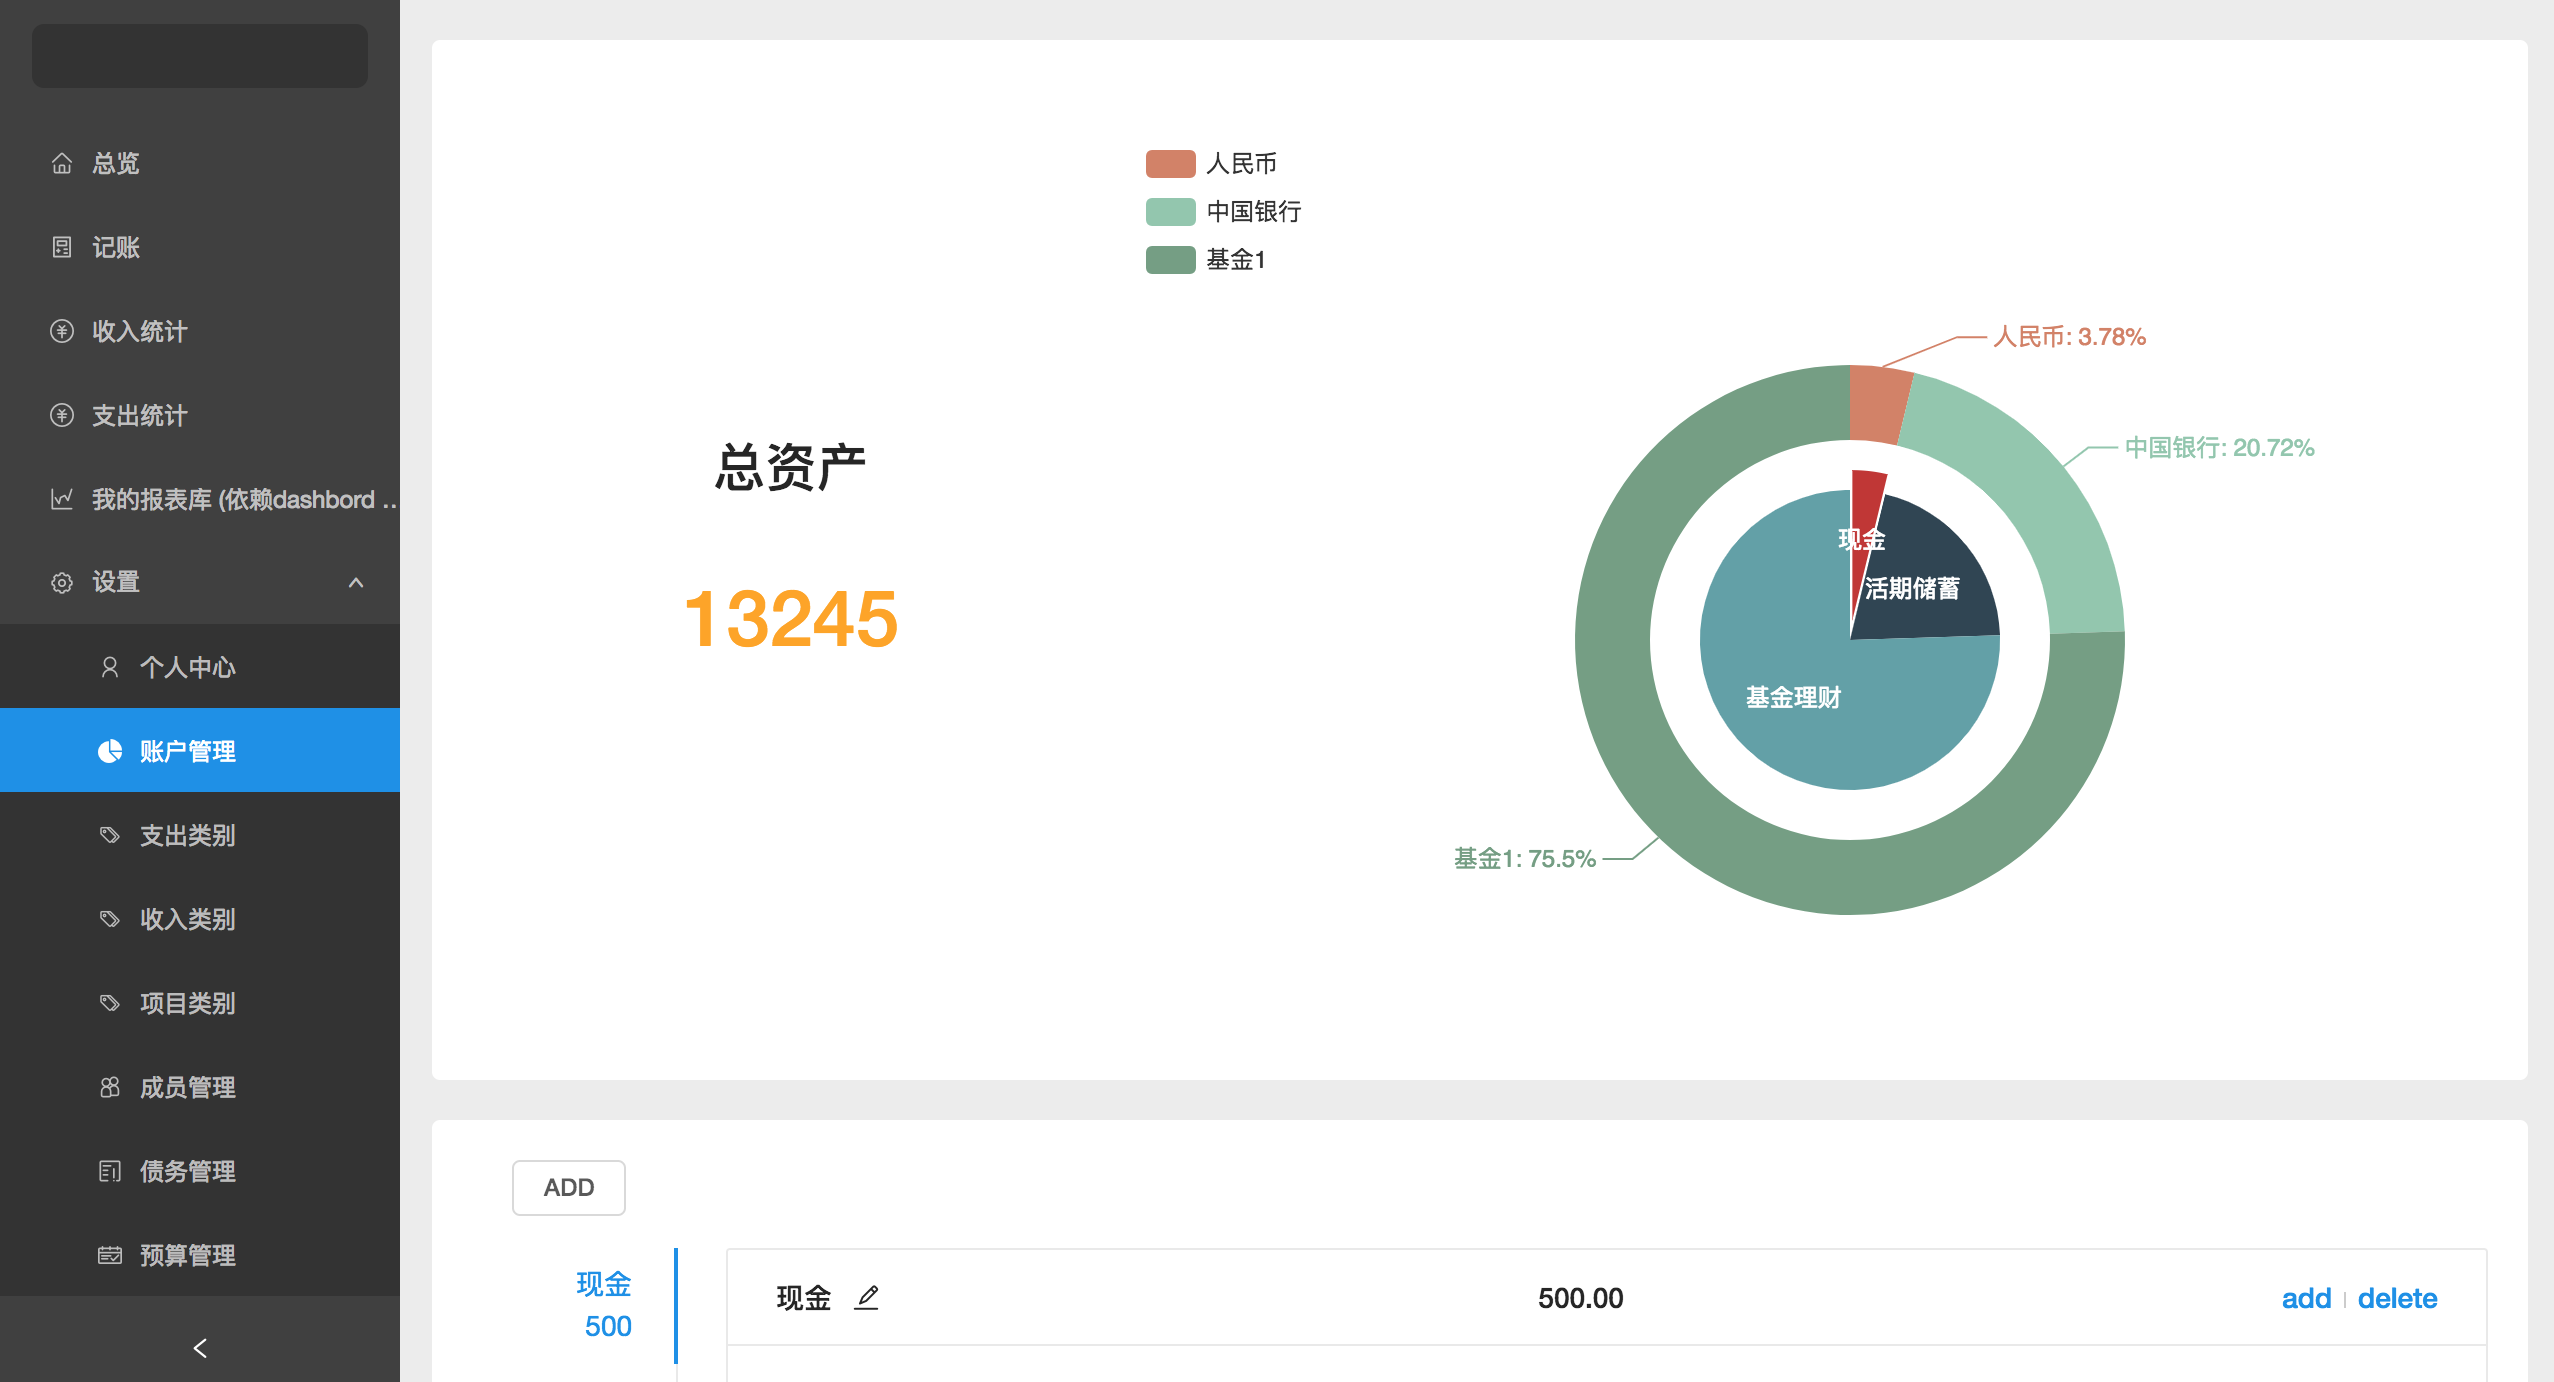 总览
记账
收入统计
支出统计
我的报表库 (依赖dashbord ..
设置
个人中心
账户管理
支出类别
收入类别
项目类别
成员管理
债务管理
预算管理
人民币
中国银行
基金1
总资产
13245
人民币: 3.78%
中国银行: 20.72%
现金
活期储蓄
基金理财
基金1: 75.5%
ADD
现金
500
现金 500.00 add delete